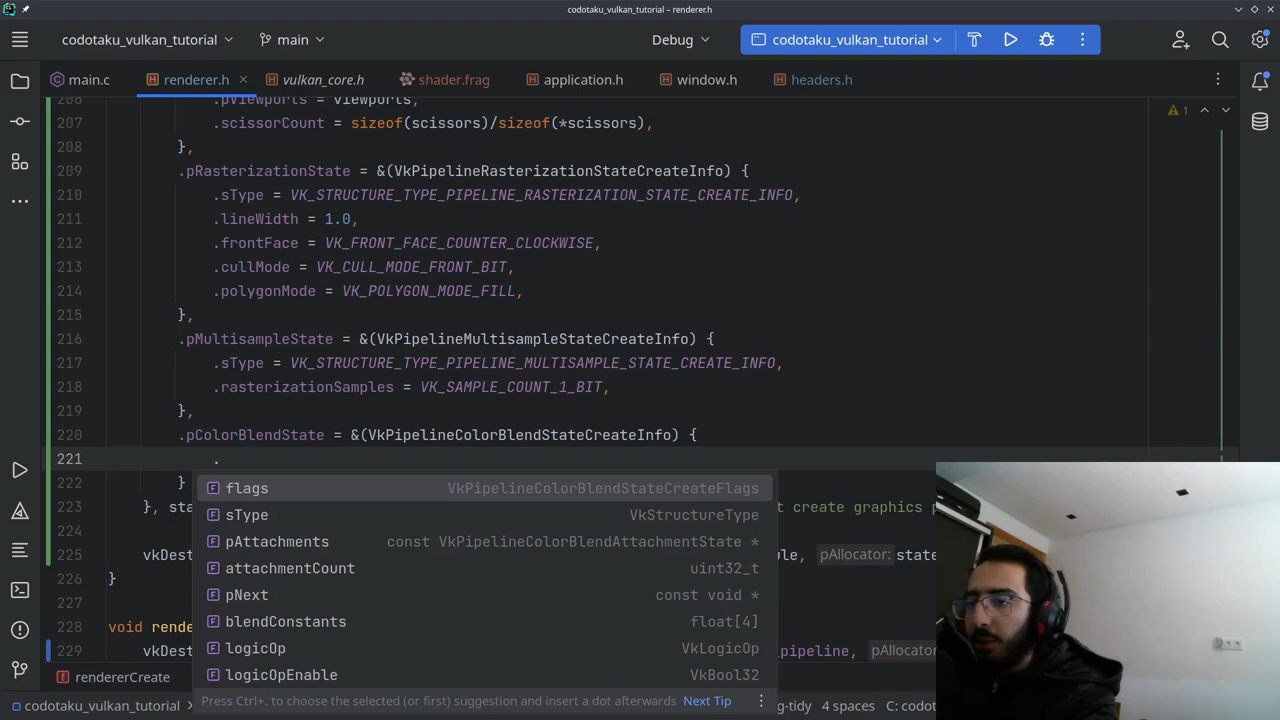 codotaku_vulkan_tutorial – renderer.h
codotaku_vulkan_tutorial
main
Debug
codotaku_vulkan_tutorial
main.c
renderer.h
vulkan_core.h
shader.frag
application.h
window.h
headers.h
206 .pViewports = viewports,
207 .scissorCount = sizeof(scissors)/sizeof(*scissors),
1
208 },
209 .pRasterizationState = &(VkPipelineRasterizationStateCreateInfo) {
210 .sType = VK_STRUCTURE_TYPE_PIPELINE_RASTERIZATION_STATE_CREATE_INFO,
211 .lineWidth = 1.0,
212 .frontFace = VK_FRONT_FACE_COUNTER_CLOCKWISE,
213 .cullMode = VK_CULL_MODE_FRONT_BIT,
214 .polygonMode = VK_POLYGON_MODE_FILL,
215 },
216 .pMultisampleState = &(VkPipelineMultisampleStateCreateInfo) {
217 .sType = VK_STRUCTURE_TYPE_PIPELINE_MULTISAMPLE_STATE_CREATE_INFO,
218 .rasterizationSamples = VK_SAMPLE_COUNT_1_BIT,
219 },
220 .pColorBlendState = &(VkPipelineColorBlendStateCreateInfo) {
221 .
222 }
223 }, sta
t create graphics p
224
225 vkDest
ule, pAllocator: state
226 }
227
228 void rende
229 vkDest
pipeline, pAllocator
flags VkPipelineColorBlendStateCreateFlags
sType VkStructureType
pAttachments const VkPipelineColorBlendAttachmentState *
attachmentCount uint32_t
pNext const void *
blendConstants float[4]
logicOp VkLogicOp
logicOpEnable VkBool32
Press Ctrl+. to choose the selected (or first) suggestion and insert a dot afterwards Next Tip
rendererCreate
codotaku_vulkan_tutorial
g-tidy 4 spaces C: codot